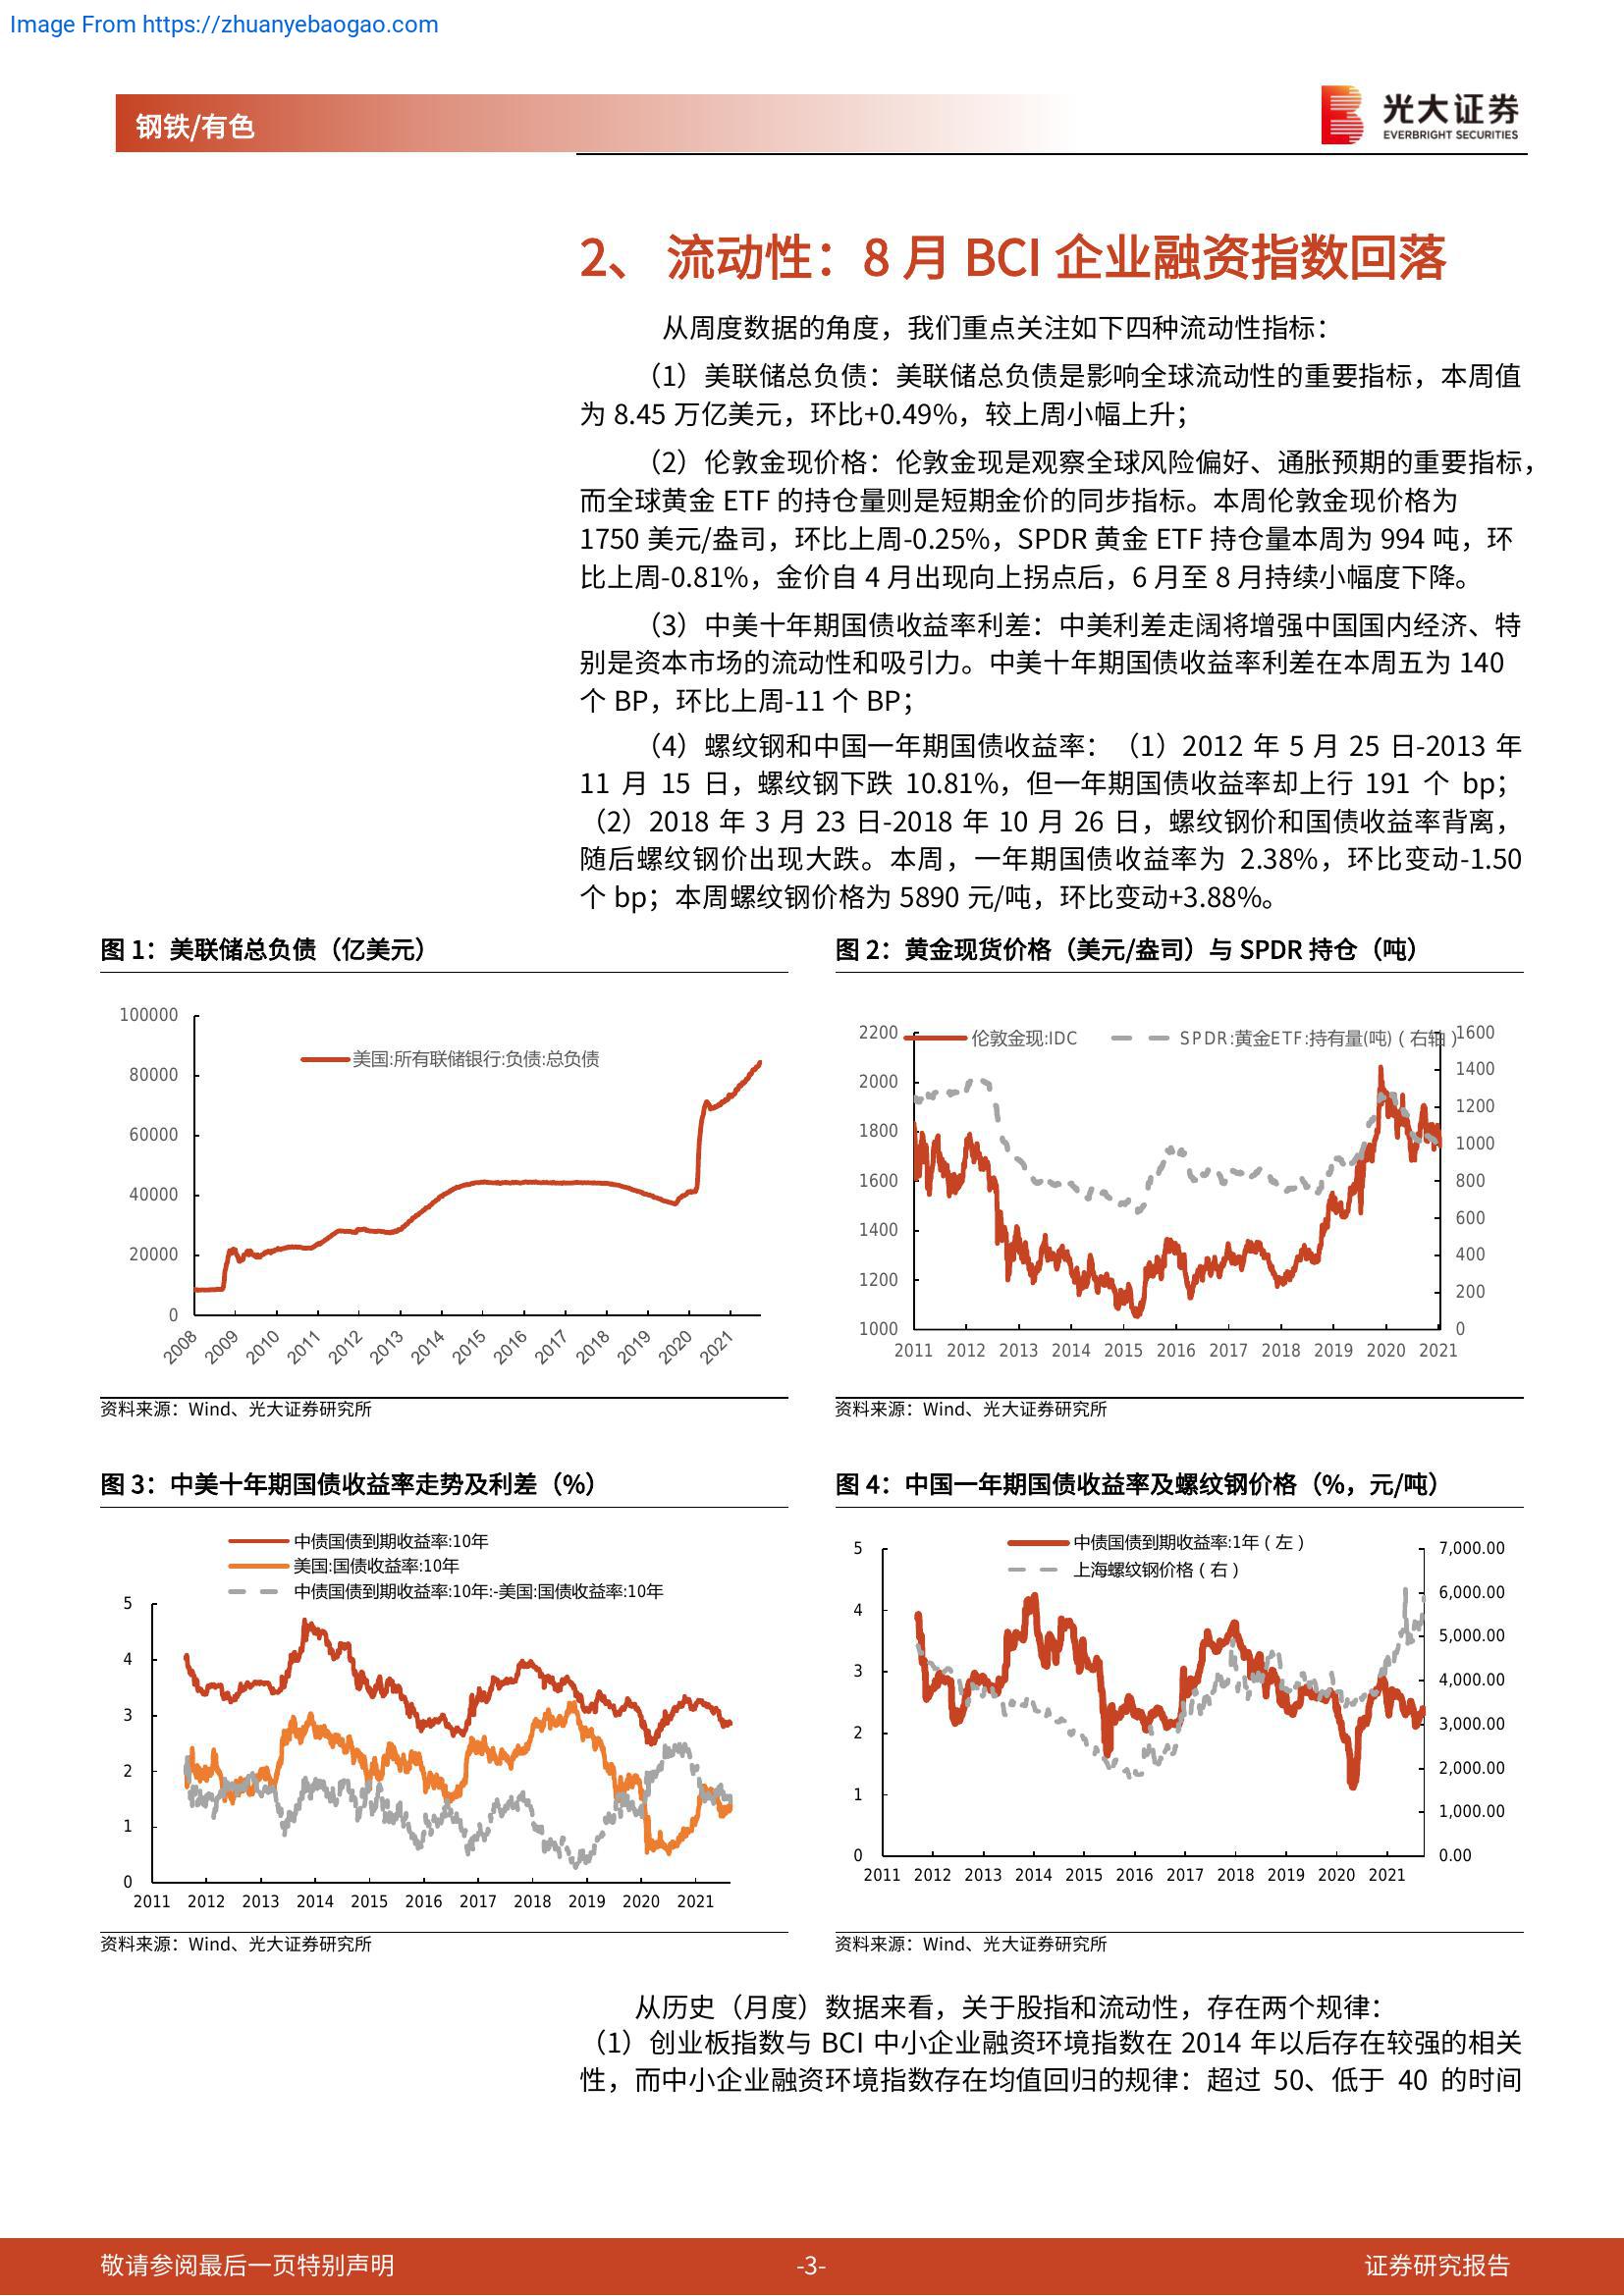 Image From https://zhuanyebaogao.com
钢铁/有色
光大证券
EVERBRIGHT SECURITIES
2、 流动性：8 月 BCI 企业融资指数回落
从周度数据的角度，我们重点关注如下四种流动性指标：
（1）美联储总负债：美联储总负债是影响全球流动性的重要指标，本周值
为 8.45 万亿美元，环比+0.49%，较上周小幅上升；
（2）伦敦金现价格：伦敦金现是观察全球风险偏好、通胀预期的重要指标，
而全球黄金 ETF 的持仓量则是短期金价的同步指标。本周伦敦金现价格为
1750 美元/盎司，环比上周-0.25%，SPDR 黄金 ETF 持仓量本周为 994 吨，环
比上周-0.81%，金价自 4 月出现向上拐点后，6 月至 8 月持续小幅度下降。
（3）中美十年期国债收益率利差：中美利差走阔将增强中国国内经济、特
别是资本市场的流动性和吸引力。中美十年期国债收益率利差在本周五为 140
个 BP，环比上周-11 个 BP；
（4）螺纹钢和中国一年期国债收益率：（1）2012 年 5 月 25 日-2013 年
11 月 15 日，螺纹钢下跌 10.81%，但一年期国债收益率却上行 191 个 bp；
（2）2018 年 3 月 23 日-2018 年 10 月 26 日，螺纹钢价和国债收益率背离，
随后螺纹钢价出现大跌。本周，一年期国债收益率为 2.38%，环比变动-1.50
个 bp；本周螺纹钢价格为 5890 元/吨，环比变动+3.88%。
图 1：美联储总负债（亿美元）
100000
80000
60000
40000
20000
0
美国:所有联储银行:负债:总负债
2008 2009 2010 2011 2012 2013 2014 2015 2016 2017 2018 2019 2020 2021
资料来源：Wind、光大证券研究所
图 2：黄金现货价格（美元/盎司）与 SPDR 持仓（吨）
伦敦金现:IDC
SPDR:黄金ETF:持有量(吨)（右轴）
2200
2000
1800
1600
1400
1200
1000
1600
1400
1200
1000
800
600
400
200
0
2011 2012 2013 2014 2015 2016 2017 2018 2019 2020 2021
资料来源：Wind、光大证券研究所
图 3：中美十年期国债收益率走势及利差（%）
中债国债到期收益率:10年
美国:国债收益率:10年
中债国债到期收益率:10年:-美国:国债收益率:10年
5
4
3
2
1
0
2011 2012 2013 2014 2015 2016 2017 2018 2019 2020 2021
资料来源：Wind、光大证券研究所
图 4：中国一年期国债收益率及螺纹钢价格（%，元/吨）
中债国债到期收益率:1年（左）
上海螺纹钢价格（右）
5
4
3
2
1
0
7,000.00
6,000.00
5,000.00
4,000.00
3,000.00
2,000.00
1,000.00
0.00
2011 2012 2013 2014 2015 2016 2017 2018 2019 2020 2021
资料来源：Wind、光大证券研究所
从历史（月度）数据来看，关于股指和流动性，存在两个规律：
（1）创业板指数与 BCI 中小企业融资环境指数在 2014 年以后存在较强的相关
性，而中小企业融资环境指数存在均值回归的规律：超过 50、低于 40 的时间
敬请参阅最后一页特别声明
-3-
证券研究报告